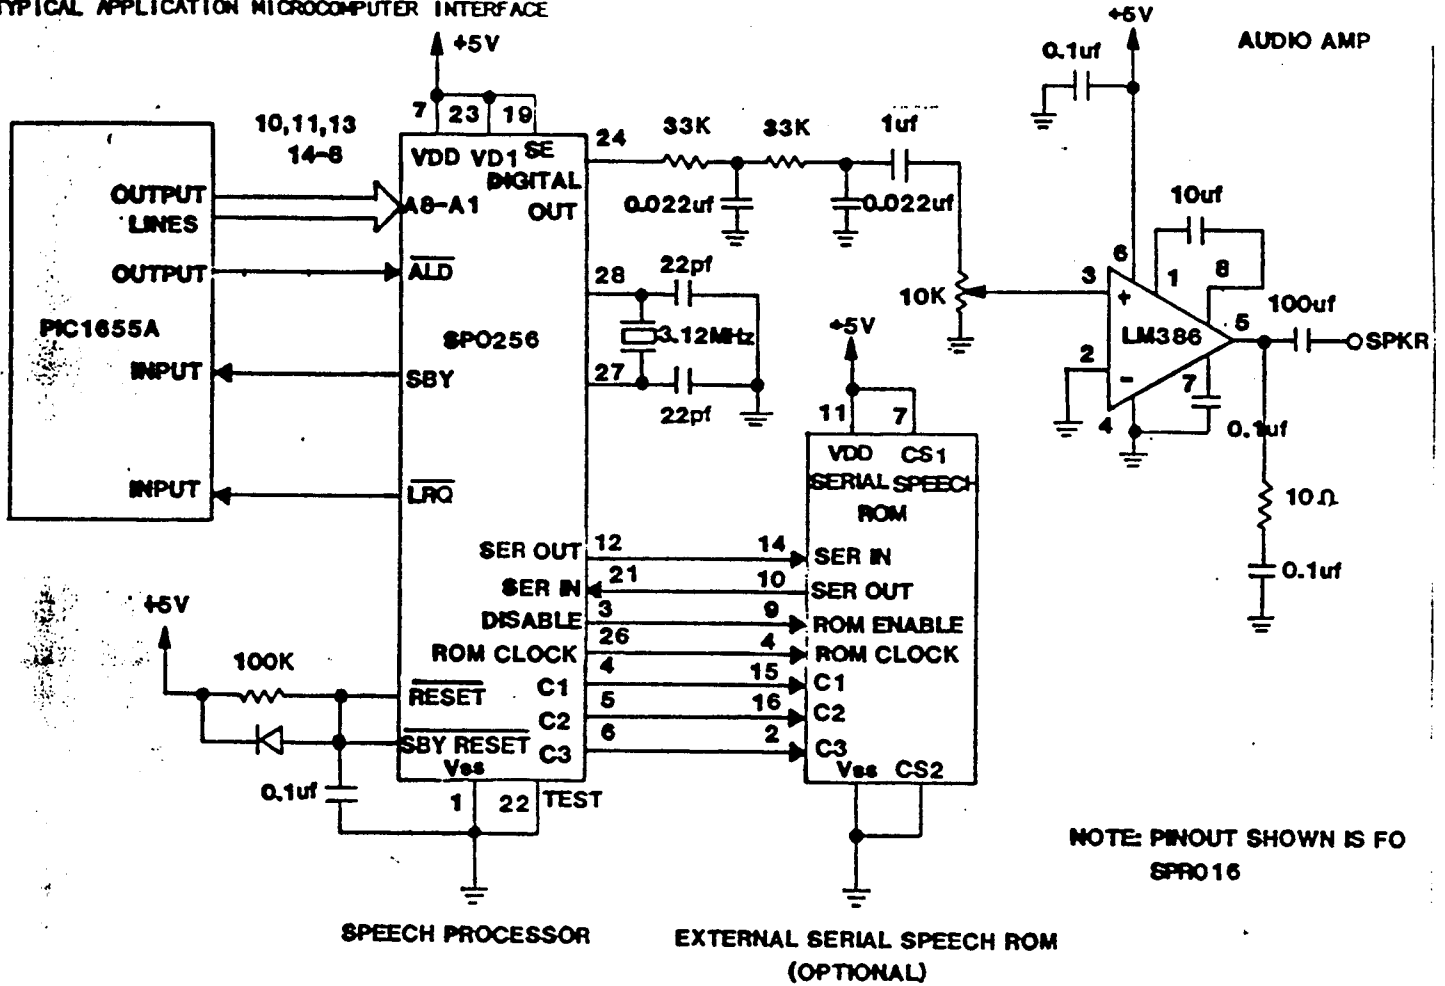 TYPICAL APPLICATION MICROCOMPUTER INTERFACE
+5V
+5V
0.1uf
AUDIO AMP
10,11,13
14-8
7
23
19
24
33K
33K
1uf
VDD
VD1
SE
DIGITAL
OUT
0.022uf
0.022uf
10uf
OUTPUT
LINES
A8-A1
OUTPUT
ALD
28
22pf
10K
3
6
1
8
+
100uf
PIC1655A
SPO256
3.12MHz
+5V
LM386
5
SPKR
INPUT
SBY
27
22pf
2
-
7
4
0.1uf
11
7
VDD
CS1
SERIAL SPEECH
ROM
INPUT
LRQ
10Ω
SER OUT
12
14
SER IN
SER IN
21
10
SER OUT
0.1uf
DISABLE
3
9
ROM ENABLE
ROM CLOCK
26
4
ROM CLOCK
+5V
100K
RESET
C1
4
15
C1
C2
5
16
C2
SBY RESET
C3
6
2
C3
Vss
Vss
CS2
0.1uf
1
22
TEST
NOTE: PINOUT SHOWN IS FO
SPR016
SPEECH PROCESSOR
EXTERNAL SERIAL SPEECH ROM
(OPTIONAL)